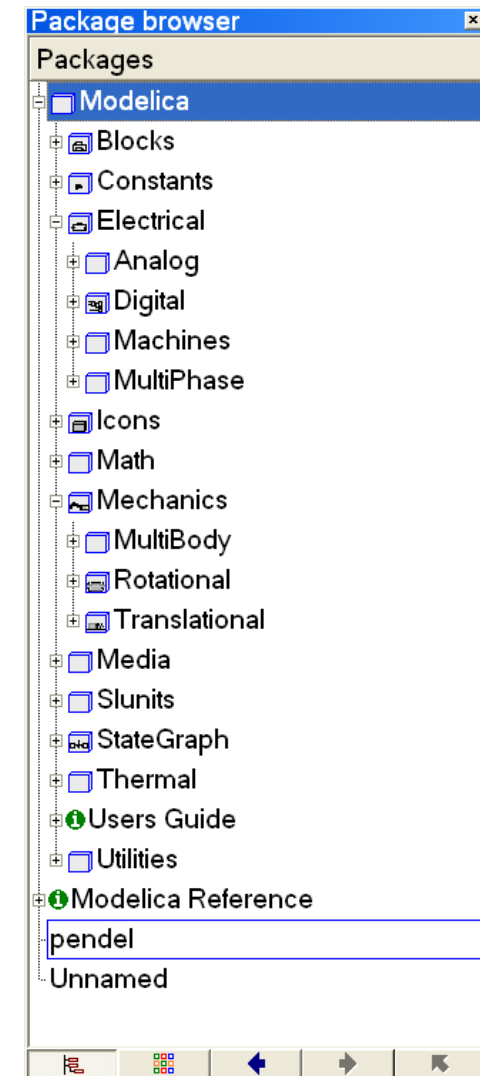 Package browser
Packages
Modelica
Blocks
Constants
Electrical
Analog
Digital
Machines
MultiPhase
Icons
Math
Mechanics
MultiBody
Rotational
Translational
Media
SIunits
StateGraph
Thermal
Users Guide
Utilities
Modelica Reference
pendel
Unnamed